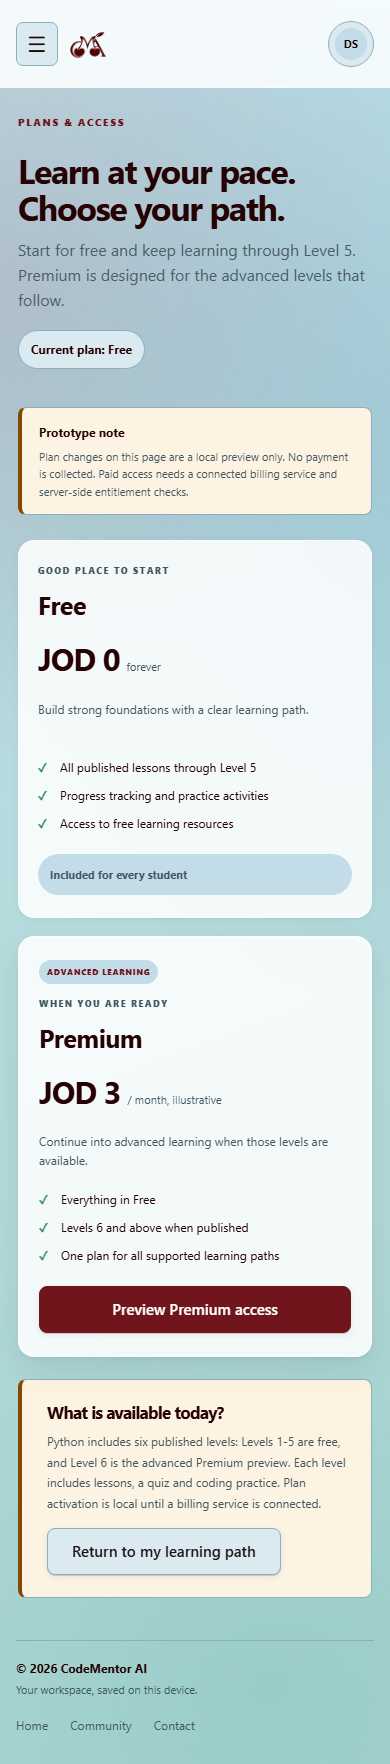 DS
PLANS & ACCESS
Learn at your pace.
Choose your path.
Start for free and keep learning through Level 5.
Premium is designed for the advanced levels that
follow.
Current plan: Free
Prototype note
Plan changes on this page are a local preview only. No payment
is collected. Paid access needs a connected billing service and
server-side entitlement checks.
GOOD PLACE TO START
Free
JOD 0 forever
Build strong foundations with a clear learning path.
✓ All published lessons through Level 5
✓ Progress tracking and practice activities
✓ Access to free learning resources
Included for every student
ADVANCED LEARNING
WHEN YOU ARE READY
Premium
JOD 3 / month, illustrative
Continue into advanced learning when those levels are
available.
✓ Everything in Free
✓ Levels 6 and above when published
✓ One plan for all supported learning paths
Preview Premium access
What is available today?
Python includes six published levels: Levels 1-5 are free,
and Level 6 is the advanced Premium preview. Each level
includes lessons, a quiz and coding practice. Plan
activation is local until a billing service is connected.
Return to my learning path
© 2026 CodeMentor AI
Your workspace, saved on this device.
Home Community Contact